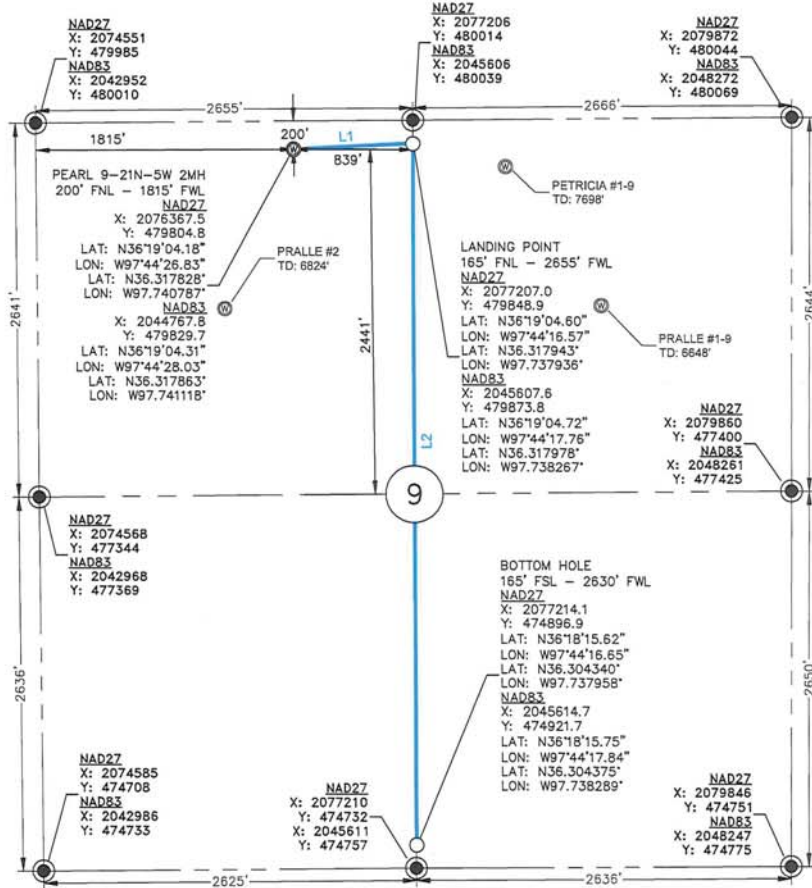 NAD27
X: 2074551
Y: 479985
NAD83
X: 2042952
Y: 480010
NAD27
X: 2077206
Y: 480014
NAD83
X: 2045606
Y: 480039
NAD27
X: 2079872
Y: 480044
NAD83
X: 2048272
Y: 480069
2655'
2666'
1815'
200'
L1
839'
W
PEARL 9-21N-5W 2MH
200' FNL - 1815' FWL
NAD27
X: 2076367.5
Y: 479804.8
LAT: N36°19'04.18"
LON: W97°44'26.83"
LAT: N36.317828°
LON: W97.740787°
NAD83
X: 2044767.8
Y: 479829.7
LAT: N36°19'04.31"
LON: W97°44'28.03"
LAT: N36.317863°
LON: W97.741118°
W
PETRICIA #1-9
TD: 7698'
PRALLE #2
TD: 6824'
W
LANDING POINT
165' FNL - 2655' FWL
NAD27
X: 2077207.0
Y: 479848.9
LAT: N36°19'04.60"
LON: W97°44'16.57"
LAT: N36.317943°
LON: W97.737936°
NAD83
X: 2045607.6
Y: 479873.8
LAT: N36°19'04.72"
LON: W97°44'17.76"
LAT: N36.317978°
LON: W97.738267°
W
PRALLE #1-9
TD: 6648'
2641'
2441'
2644'
L2
NAD27
X: 2079860
Y: 477400
NAD83
X: 2048261
Y: 477425
9
NAD27
X: 2074568
Y: 477344
NAD83
X: 2042968
Y: 477369
BOTTOM HOLE
165' FSL - 2630' FWL
NAD27
X: 2077214.1
Y: 474896.9
LAT: N36°18'15.62"
LON: W97°44'16.65"
LAT: N36.304340°
LON: W97.737958°
NAD83
X: 2045614.7
Y: 474921.7
LAT: N36°18'15.75"
LON: W97°44'17.84"
LAT: N36.304375°
LON: W97.738289°
2636'
2650'
NAD27
X: 2074585
Y: 474708
NAD83
X: 2042986
Y: 474733
NAD27
X: 2077210
Y: 474732
X: 2045611
Y: 474757
NAD27
X: 2079846
Y: 474751
NAD83
X: 2048247
Y: 474775
2625'
2636'